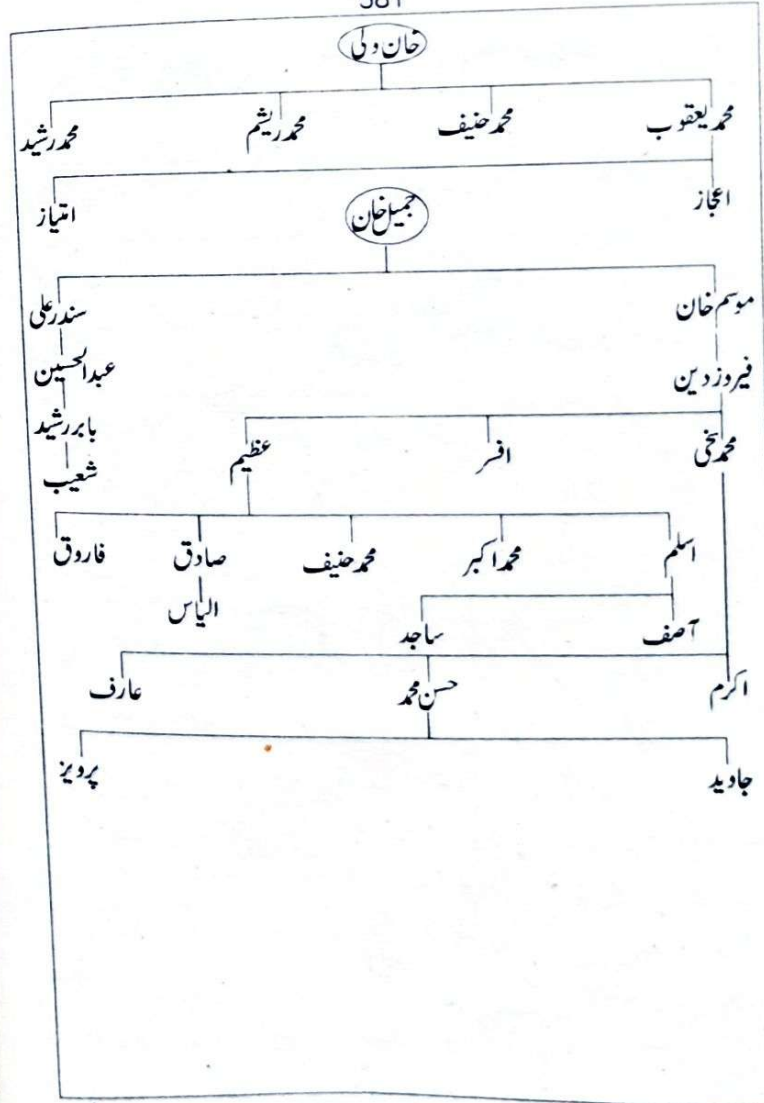 581
خان ولی
محمد یعقوب محمد حنیف محمد ریشم محمد رشید
اعجاز امتیاز
جمیل خان
موسم خان سندر علی
فیروز دین عبدالحسین
بابر رشید
محمد سخی افسر عظیم شعیب
اسلم محمد اکبر محمد حنیف صادق فاروق
آصف ساجد الیاس
اکرم حسن محمد عارف
جاوید پرویز